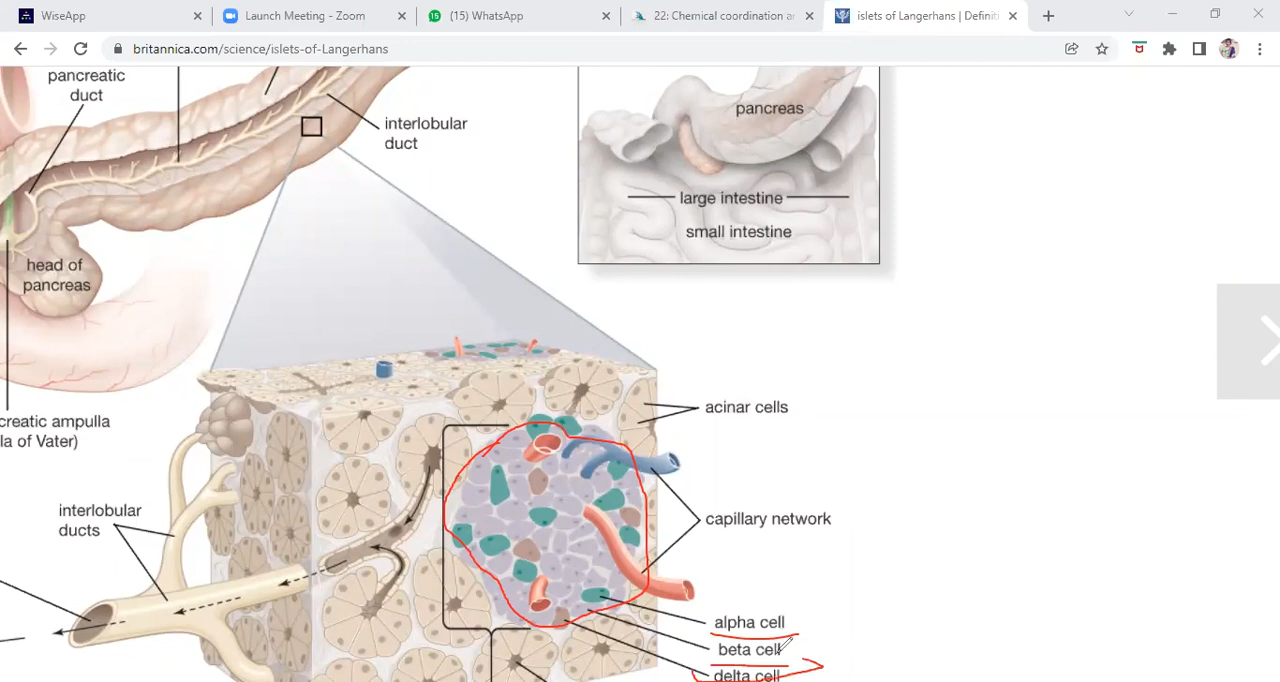 WiseApp
Launch Meeting - Zoom
(15) WhatsApp
22: Chemical coordination ar
islets of Langerhans | Definiti
britannica.com/science/islets-of-Langerhans
pancreatic
duct
interlobular
duct
pancreas
large intestine
small intestine
head of
pancreas
creatic ampulla
la of Vater)
acinar cells
interlobular
ducts
capillary network
alpha cell
beta cell
delta cell